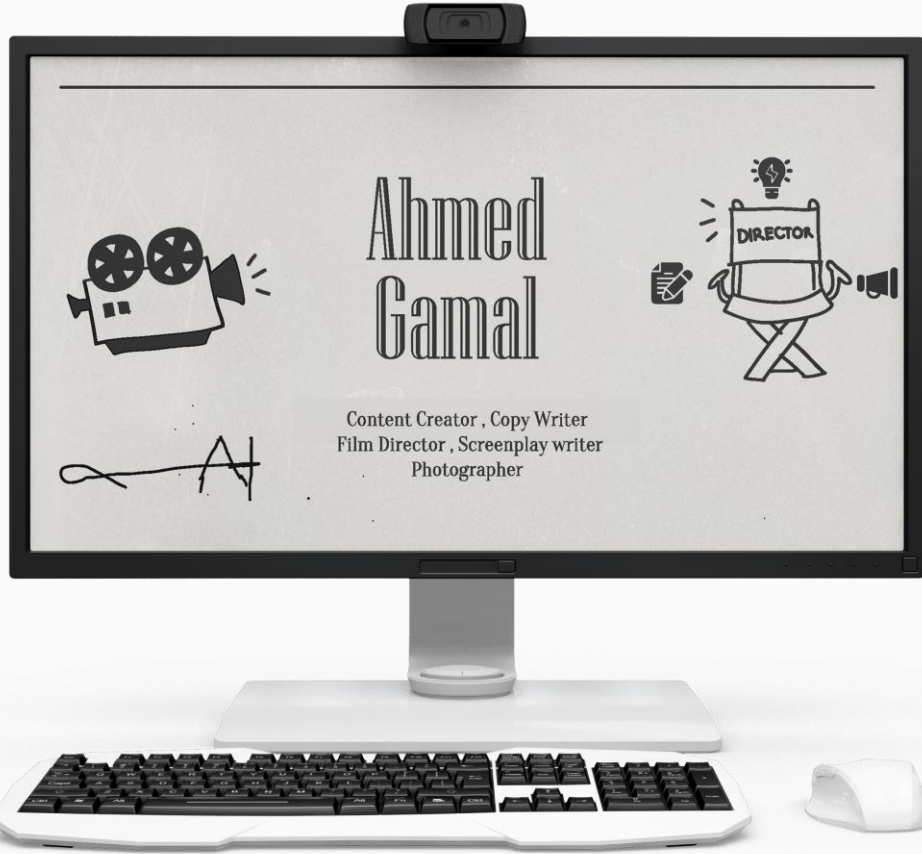 Ahmed
Gamal
DIRECTOR
Content Creator , Copy Writer
Film Director , Screenplay writer
Photographer